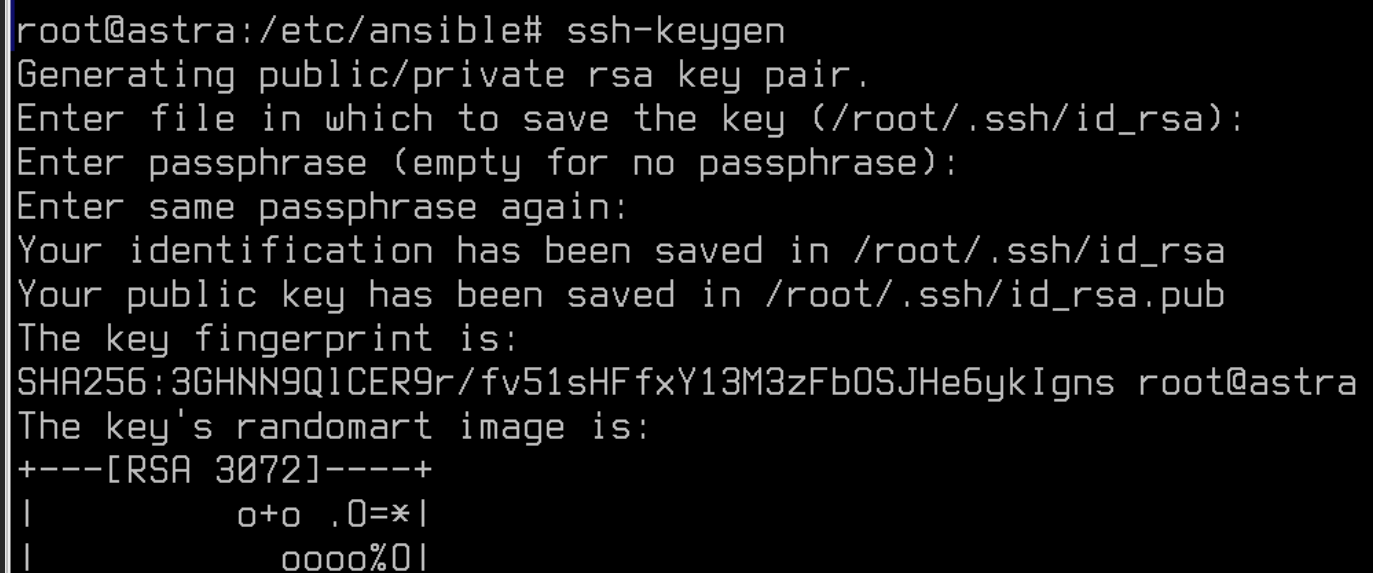 root@astra:/etc/ansible# ssh-keygen
Generating public/private rsa key pair.
Enter file in which to save the key (/root/.ssh/id_rsa):
Enter passphrase (empty for no passphrase):
Enter same passphrase again:
Your identification has been saved in /root/.ssh/id_rsa
Your public key has been saved in /root/.ssh/id_rsa.pub
The key fingerprint is:
SHA256:3GHNN9QlCER9r/fv51sHFfxY13M3zFbOSJHe6ykIgns root@astra
The key's randomart image is:
+---[RSA 3072]----+
|          o+o .O=*|
|            oooo%O|